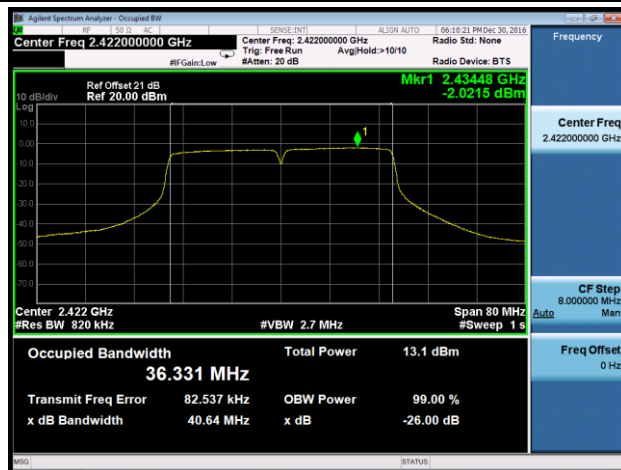 Agilent Spectrum Analyzer - Occupied BW
RF 50 Ω AC SENSE:INT ALIGN AUTO 06:10:21 PM Dec 30, 2016
Center Freq 2.422000000 GHz
Center Freq: 2.422000000 GHz Radio Std: None
Trig: Free Run Avg|Hold:>10/10
#IFGain:Low #Atten: 20 dB Radio Device: BTS
Frequency
Ref Offset 21 dB
Mkr1 2.43448 GHz
10 dB/div Ref 20.00 dBm
-2.0215 dBm
Log
10.0
0.00
-10.0
-20.0
-30.0
-40.0
-50.0
-60.0
-70.0
1
Center 2.422 GHz Span 80 MHz
#Res BW 820 kHz #VBW 2.7 MHz #Sweep 1 s
Occupied Bandwidth Total Power 13.1 dBm
36.331 MHz
Transmit Freq Error 82.537 kHz OBW Power 99.00 %
x dB Bandwidth 40.64 MHz x dB -26.00 dB
Center Freq
2.422000000 GHz
CF Step
8.000000 MHz
Auto Man
Freq Offset
0 Hz
MSG STATUS